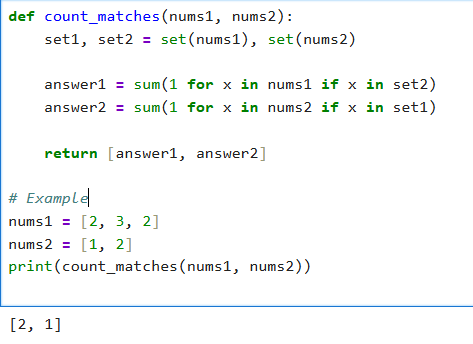 def count_matches(nums1, nums2):
    set1, set2 = set(nums1), set(nums2)

    answer1 = sum(1 for x in nums1 if x in set2)
    answer2 = sum(1 for x in nums2 if x in set1)

    return [answer1, answer2]

# Example
nums1 = [2, 3, 2]
nums2 = [1, 2]
print(count_matches(nums1, nums2))
[2, 1]